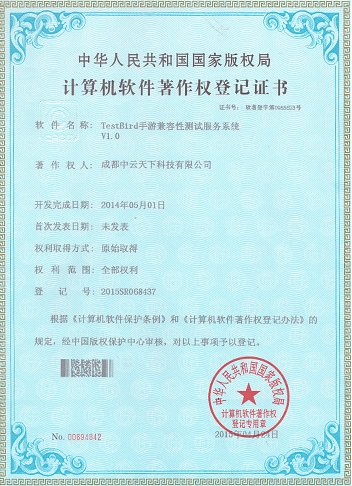 中华人民共和国国家版权局
计算机软件著作权登记证书
证书号： 软著登字第0955523号
软件名称： TestBird手游兼容性测试服务系统
V1.0
著作权人： 成都中云天下科技有限公司
开发完成日期： 2014年05月01日
首次发表日期： 未发表
权利取得方式： 原始取得
权利范围： 全部权利
登记号： 2015SR068437
根据《计算机软件保护条例》和《计算机软件著作权登记办法》的
规定，经中国版权保护中心审核，对以上事项予以登记。
中华人民共和国国家版权局
计算机软件著作权
登记专用章
No. 00694942
2015年04月24日